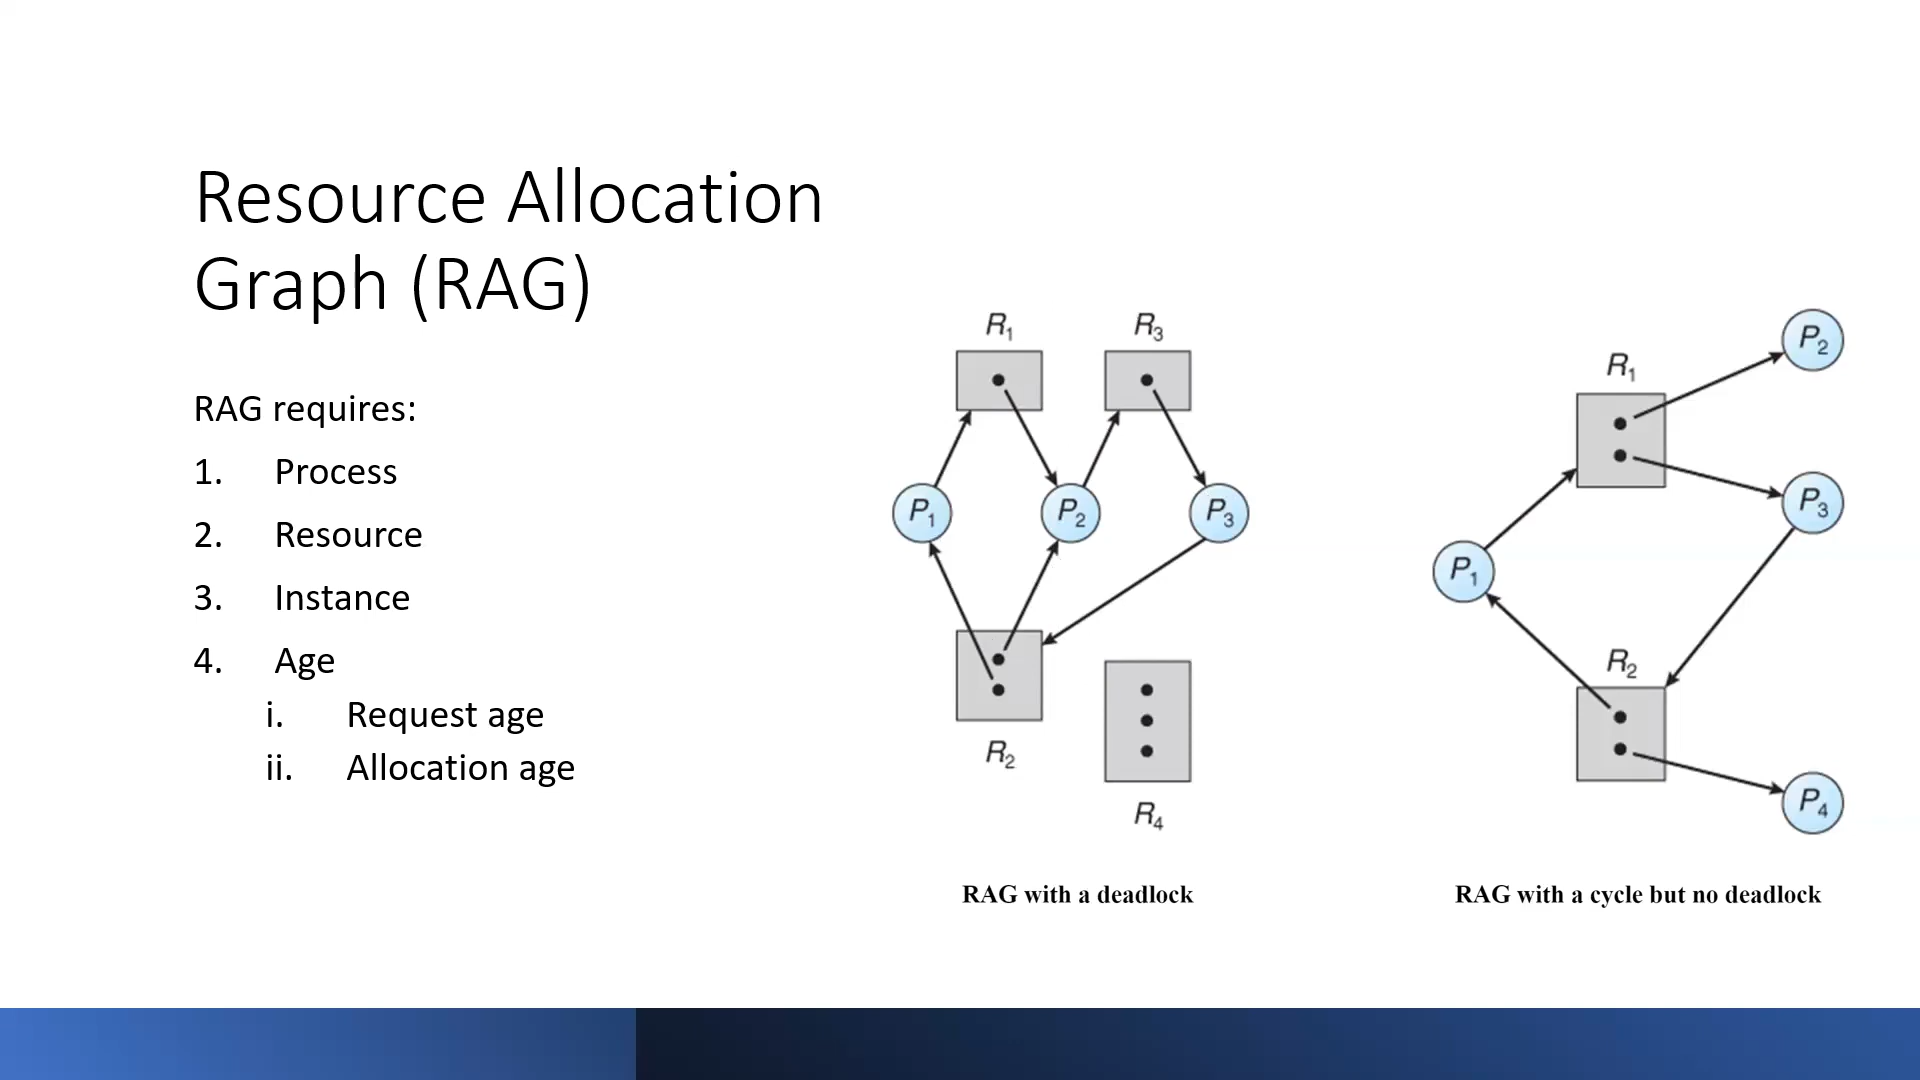 Resource Allocation
Graph (RAG)
RAG requires:
1. Process
2. Resource
3. Instance
4. Age
i. Request age
ii. Allocation age
R1
R3
P1
P2
P3
R2
R4
RAG with a deadlock
P2
R1
P3
P1
R2
P4
RAG with a cycle but no deadlock